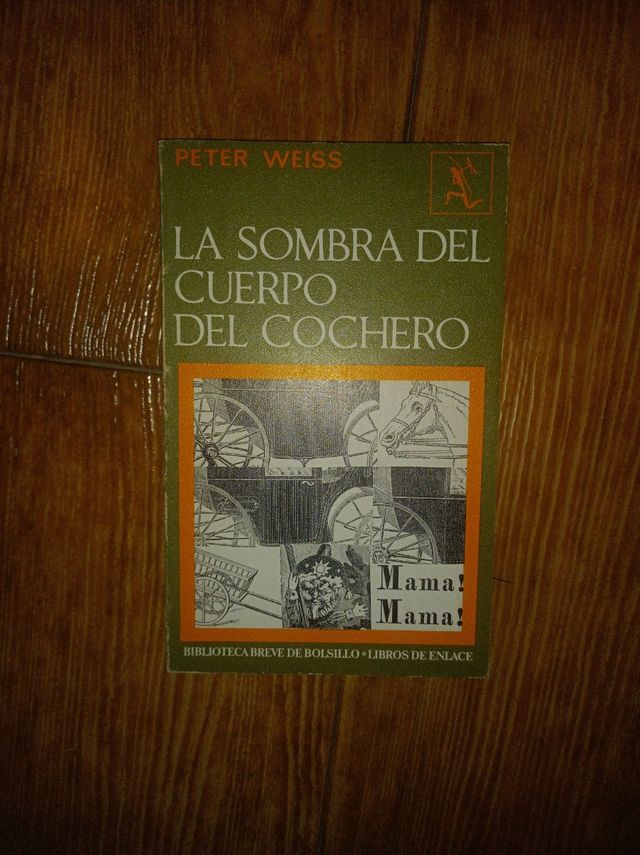 PETER WEISS
LA SOMBRA DEL
CUERPO
DEL COCHERO
Mama!
Mama!
BIBLIOTECA BREVE DE BOLSILLO • LIBROS DE ENLACE